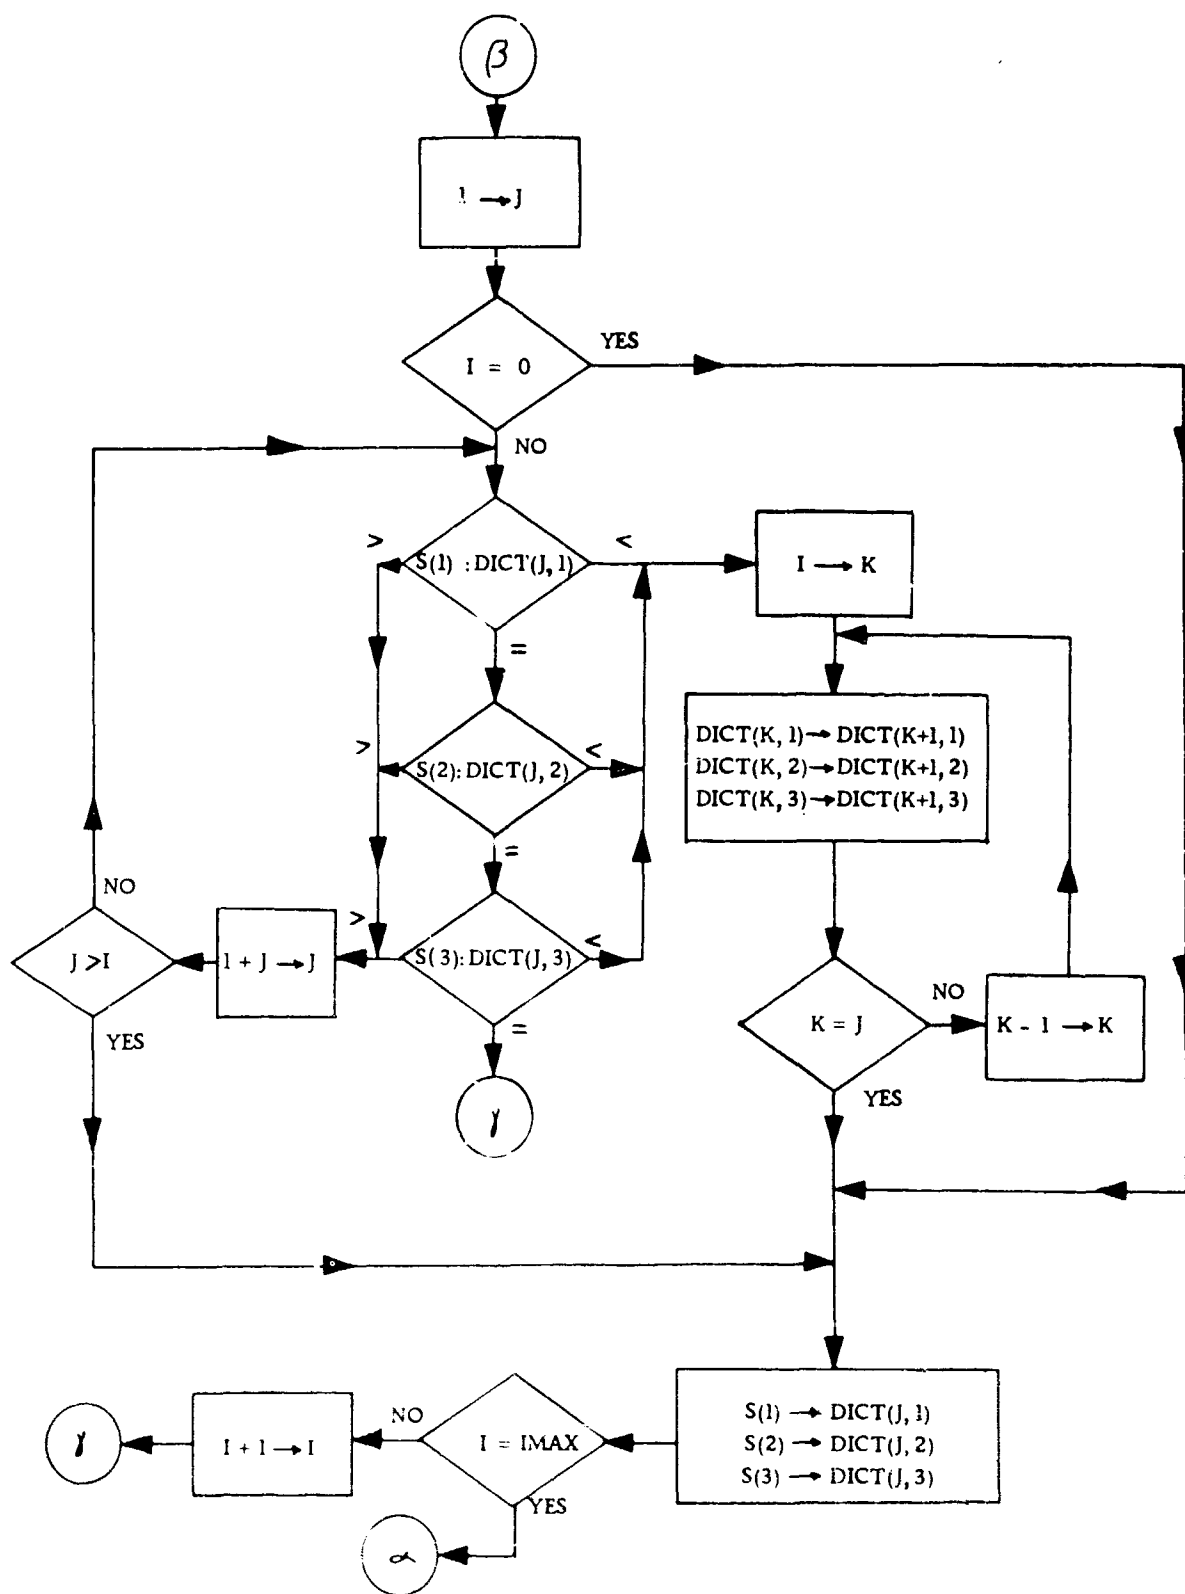 β
1 → J
I = 0
YES
NO
S(1) : DICT(J, 1)
>
<
=
I → K
S(2): DICT(J, 2)
>
<
=
DICT(K, 1) → DICT(K+1, 1)
DICT(K, 2) → DICT(K+1, 2)
DICT(K, 3) → DICT(K+1, 3)
S(3): DICT(J, 3)
>
<
=
1 + J → J
J > I
NO
YES
K = J
NO
K - 1 → K
YES
γ
S(1) → DICT(J, 1)
S(2) → DICT(J, 2)
S(3) → DICT(J, 3)
I = IMAX
NO
I + 1 → I
γ
YES
α